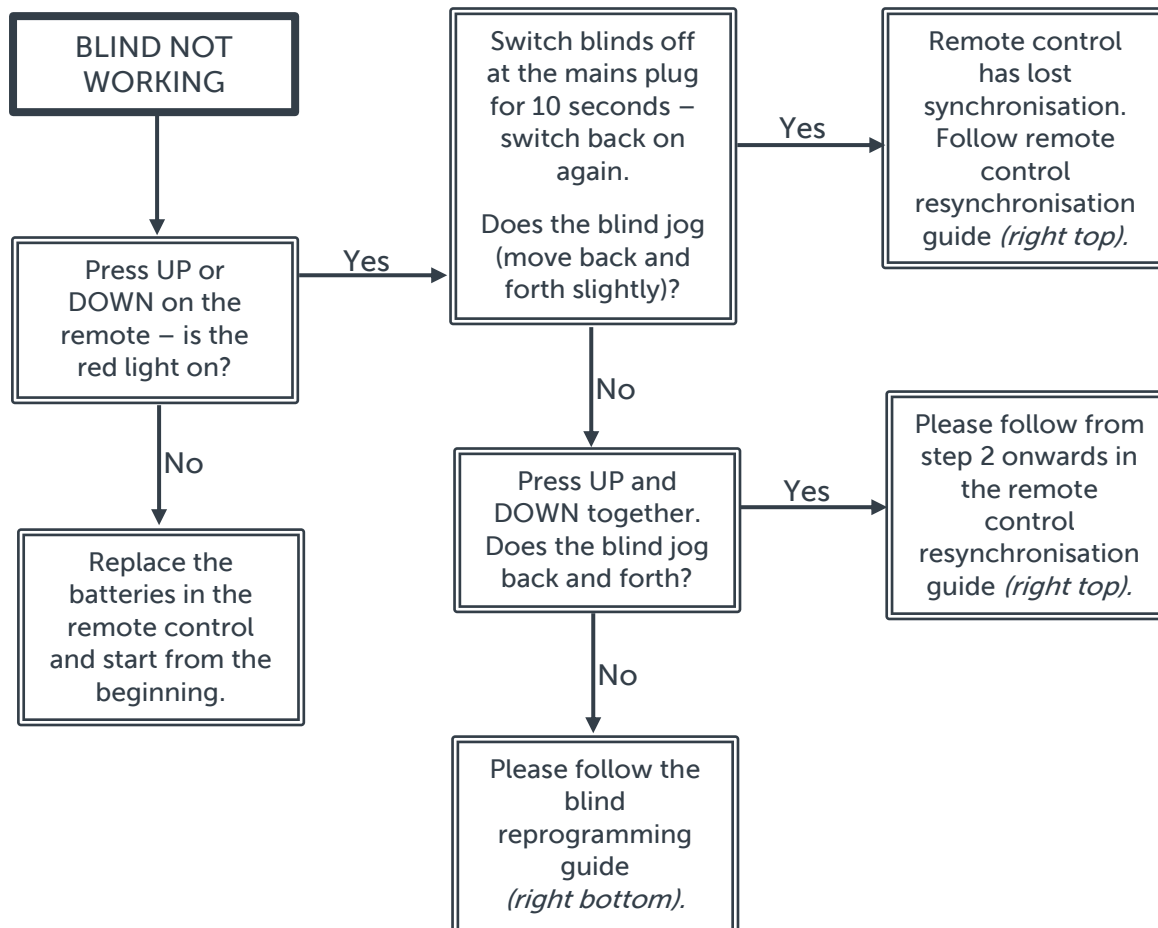 BLIND NOT
WORKING
Press UP or
DOWN on the
remote – is the
red light on?
Yes
No
Replace the
batteries in the
remote control
and start from the
beginning.
Switch blinds off
at the mains plug
for 10 seconds –
switch back on
again.
Does the blind jog
(move back and
forth slightly)?
Yes
No
Remote control
has lost
synchronisation.
Follow remote
control
resynchronisation
guide (right top).
Press UP and
DOWN together.
Does the blind jog
back and forth?
Yes
No
Please follow from
step 2 onwards in
the remote
control
resynchronisation
guide (right top).
Please follow the
blind
reprogramming
guide
(right bottom).